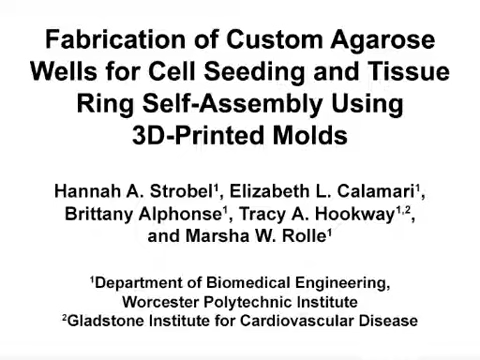 Fabrication of Custom Agarose
Wells for Cell Seeding and Tissue
Ring Self-Assembly Using
3D-Printed Molds
Hannah A. Strobel¹, Elizabeth L. Calamari¹,
Brittany Alphonse¹, Tracy A. Hookway¹,²,
and Marsha W. Rolle¹
¹Department of Biomedical Engineering,
Worcester Polytechnic Institute
²Gladstone Institute for Cardiovascular Disease